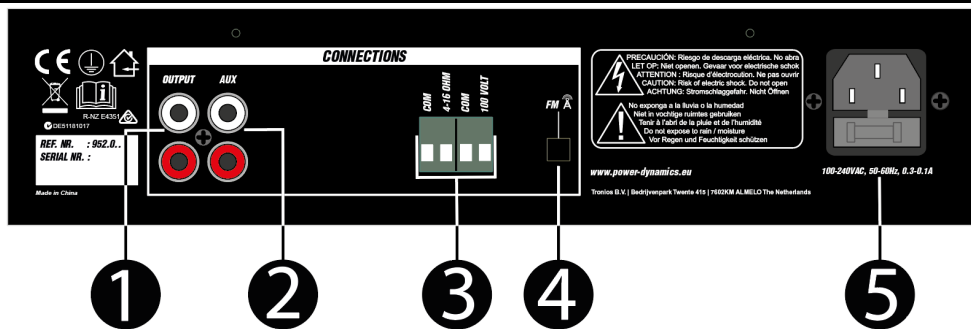 CE
R-NZ E4351
DE51181017
REF. NR. : 952.0..
SERIAL NR. :
Made in China
CONNECTIONS
OUTPUT
AUX
COM
4-16 OHM
COM
100 VOLT
FM
PRECAUCIÓN: Riesgo de descarga eléctrica. No abra
LET OP: Niet openen. Gevaar voor electrische schok
ATTENTION : Risque d'électrocution. Ne pas ouvrir
CAUTION: Risk of electric shock. Do not open
ACHTUNG: Stromschlaggefahr. Nicht Öffnen
No exponga a la lluvia o la humedad
Niet in vochtige ruimtes gebruiken
Tenir à l'abri de la pluie et de l'humidité
Do not expose to rain / moisture
Vor Regen und Feuchtigkeit schützen
www.power-dynamics.eu
Tronios B.V. | Bedrijvenpark Twente 415 | 7602KM ALMELO The Netherlands
100-240VAC, 50-60Hz, 0.3-0.1A
1
2
3
4
5